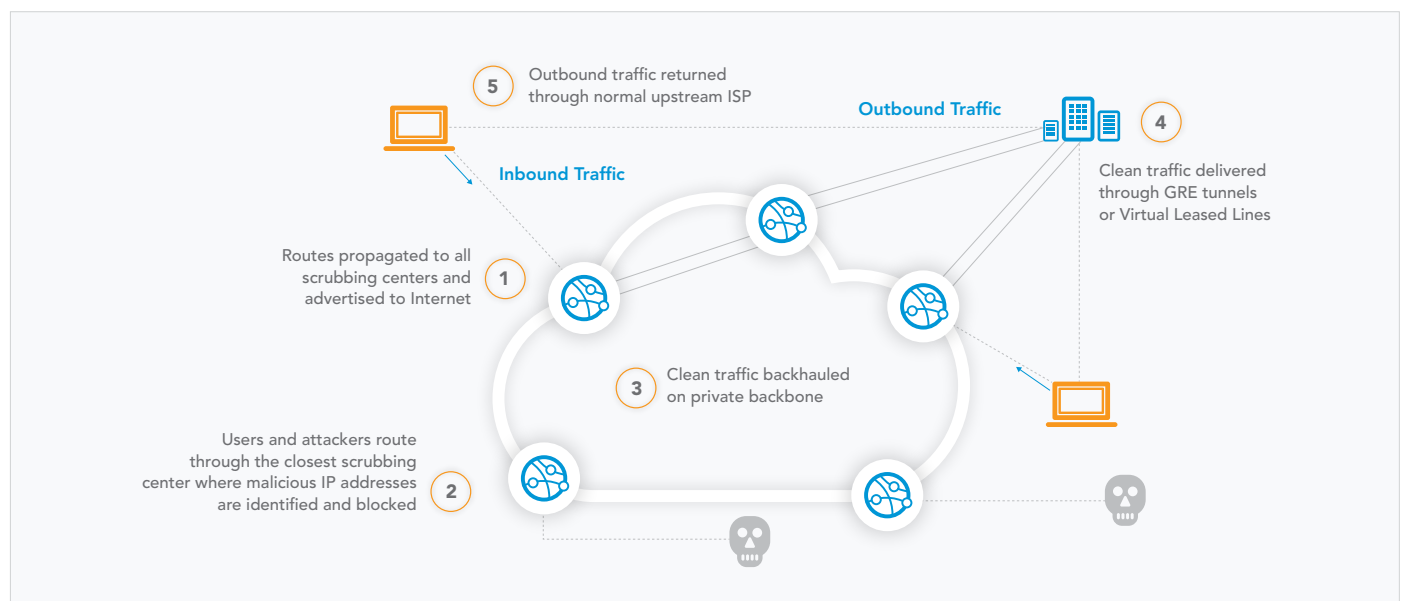 5
Outbound traffic returned
through normal upstream ISP
Outbound Traffic
4
Clean traffic delivered
through GRE tunnels
or Virtual Leased Lines
Inbound Traffic
Routes propagated to all
scrubbing centers and
advertised to Internet
1
3
Clean traffic backhauled
on private backbone
Users and attackers route
through the closest scrubbing
center where malicious IP addresses
are identified and blocked
2